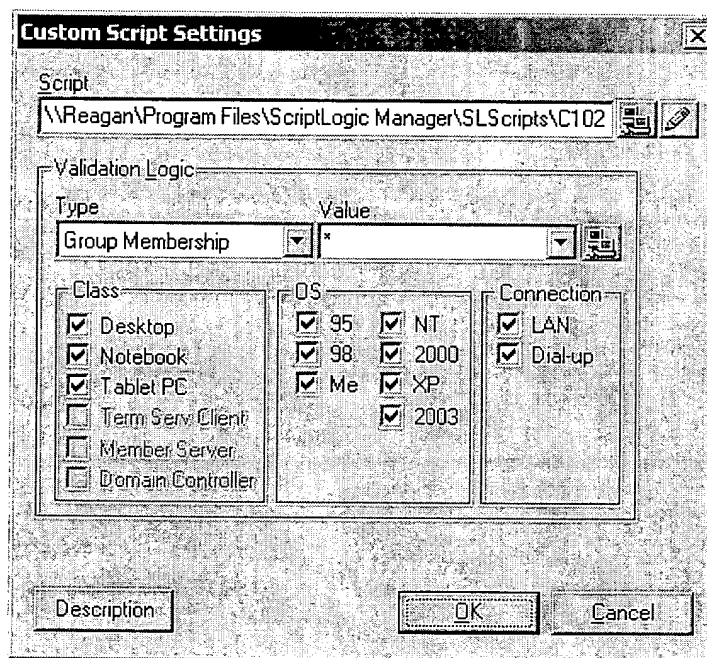 Custom Script Settings
Script
\\Reagan\Program Files\ScriptLogic Manager\SLScripts\C102
Validation Logic
Type Value
Group Membership *
Class OS Connection
Desktop 95 NT LAN
Notebook 98 2000 Dial-up
Tablet PC Me XP
Term Serv Client 2003
Member Server
Domain Controller
Description OK Cancel